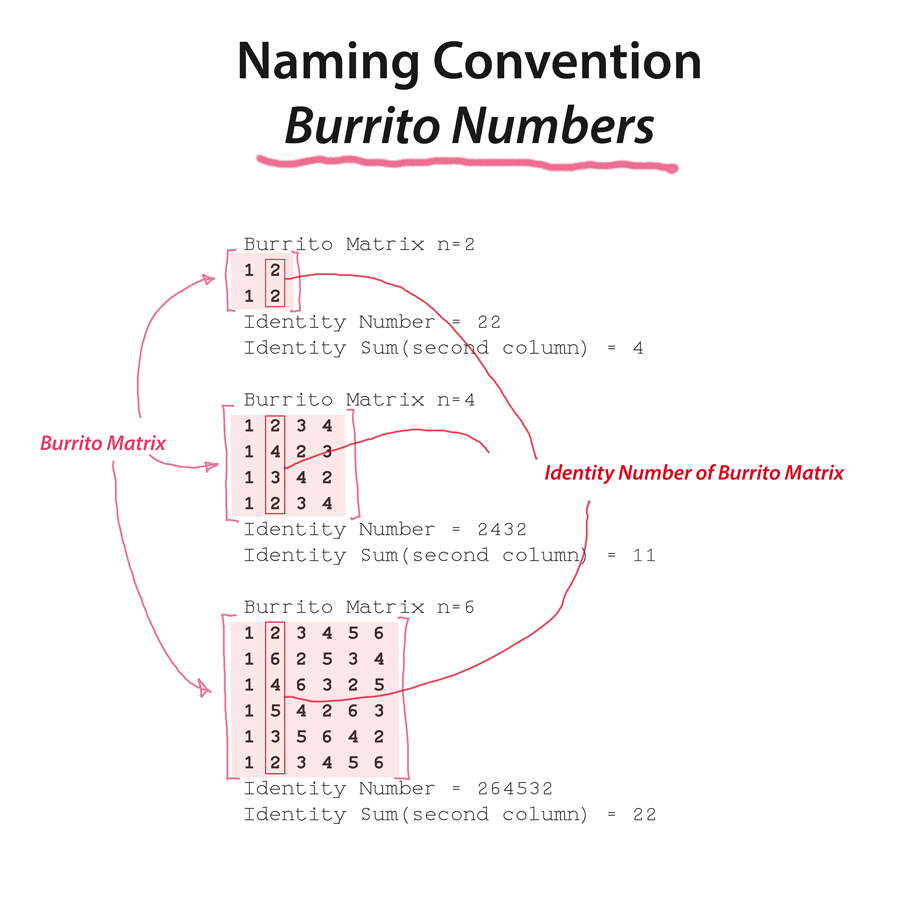 Naming Convention
Burrito Numbers
Burrito Matrix n=2
1 2
1 2
Identity Number = 22
Identity Sum(second column) = 4
Burrito Matrix n=4
1 2 3 4
1 4 2 3
1 3 4 2
1 2 3 4
Identity Number = 2432
Identity Sum(second column) = 11
Burrito Matrix
Identity Number of Burrito Matrix
Burrito Matrix n=6
1 2 3 4 5 6
1 6 2 5 3 4
1 4 6 3 2 5
1 5 4 2 6 3
1 3 5 6 4 2
1 2 3 4 5 6
Identity Number = 264532
Identity Sum(second column) = 22